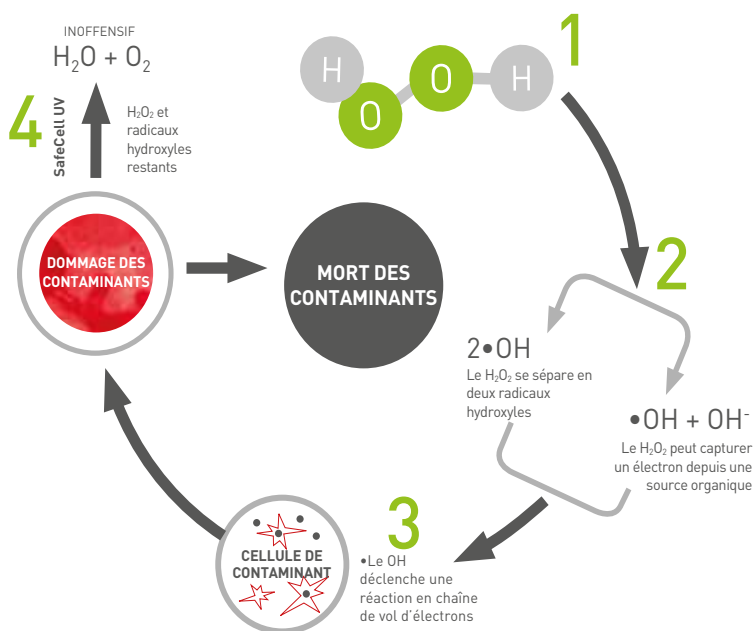 1
H
O
O
H
2
2•OH
Le H₂O₂ se sépare en
deux radicaux
hydroxyles
•OH + OH⁻
Le H₂O₂ peut capturer
un électron depuis une
source organique
3
•Le OH
déclenche une
réaction en chaîne
de vol d'électrons
CELLULE DE
CONTAMINANT
DOMMAGE DES
CONTAMINANTS
MORT DES
CONTAMINANTS
4
SafeCell UV
H₂O₂ et
radicaux
hydroxyles
restants
INOFFENSIF
H₂O + O₂